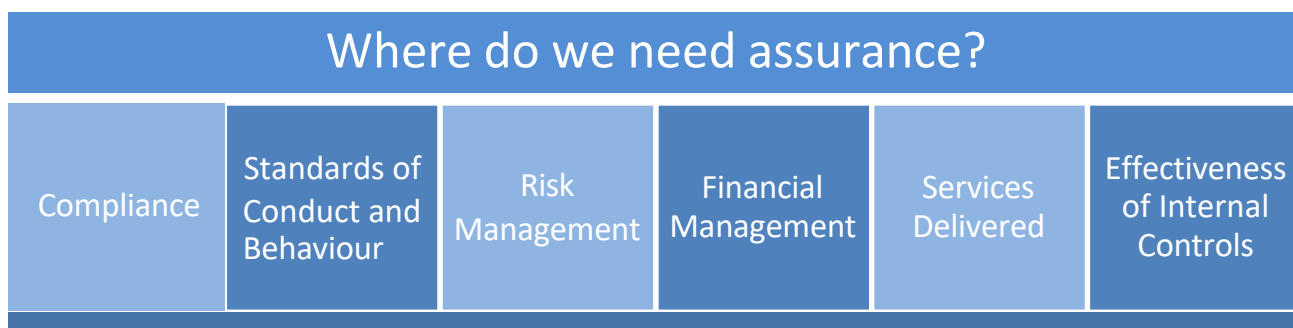 Where do we need assurance?
Compliance
Standards of
Conduct and
Behaviour
Risk
Management
Financial
Management
Services
Delivered
Effectiveness
of Internal
Controls